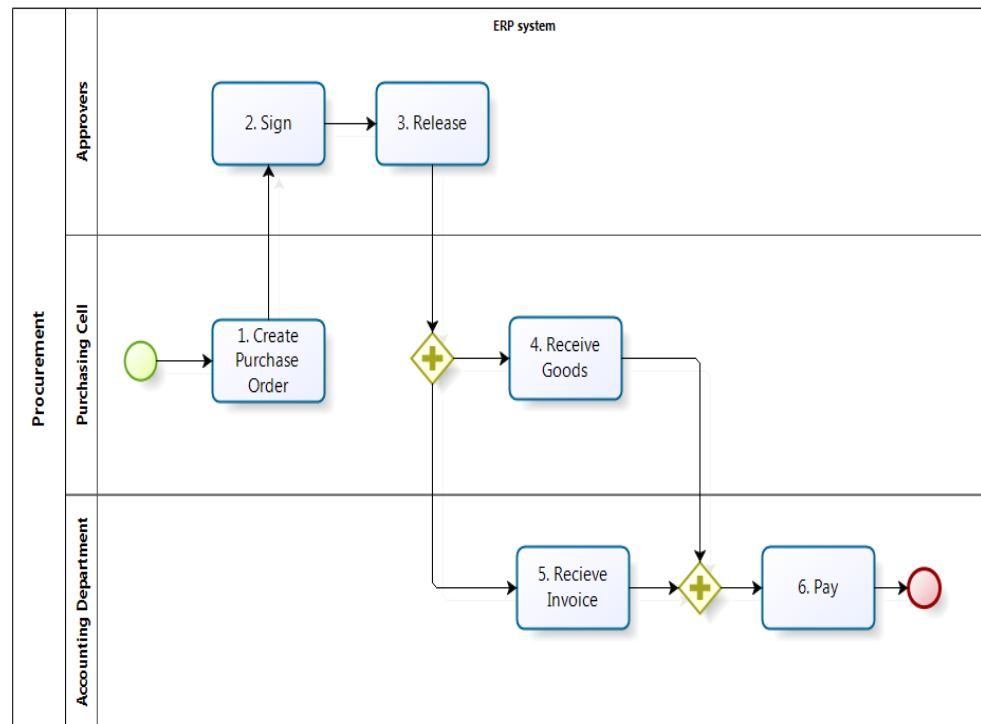 ERP system
Procurement
Approvers
2. Sign
3. Release
Purchasing Cell
1. Create
Purchase
Order
4. Receive
Goods
Accounting Department
5. Recieve
Invoice
6. Pay